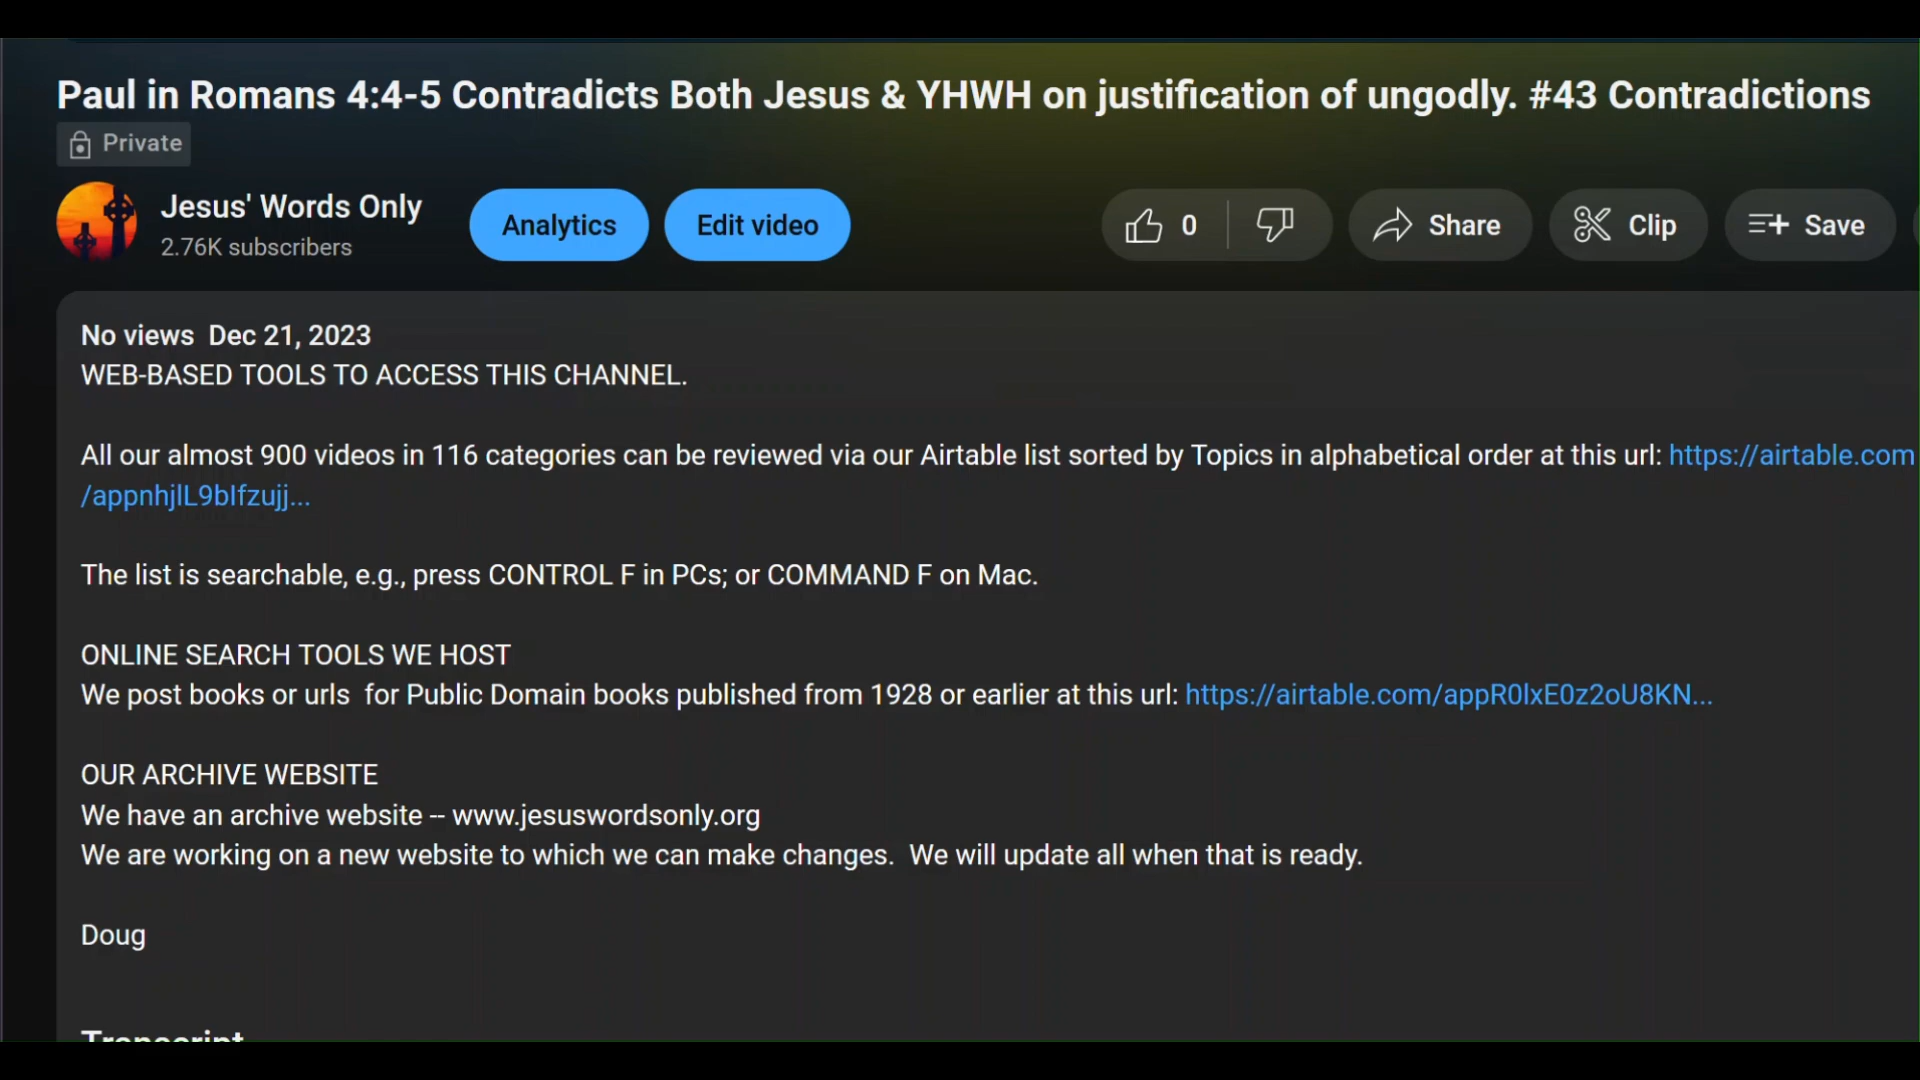 Paul in Romans 4:4-5 Contradicts Both Jesus & YHWH on justification of ungodly. #43 Contradictions
Private
Jesus' Words Only
2.76K subscribers
Analytics
Edit video
0
Share
Clip
Save
No views  Dec 21, 2023
WEB-BASED TOOLS TO ACCESS THIS CHANNEL.
All our almost 900 videos in 116 categories can be reviewed via our Airtable list sorted by Topics in alphabetical order at this url: https://airtable.com
/appnhjlL9bIfzujj...
The list is searchable, e.g., press CONTROL F in PCs; or COMMAND F on Mac.
ONLINE SEARCH TOOLS WE HOST
We post books or urls  for Public Domain books published from 1928 or earlier at this url: https://airtable.com/appR0lxE0z2oU8KN...
OUR ARCHIVE WEBSITE
We have an archive website -- www.jesuswordsonly.org
We are working on a new website to which we can make changes.  We will update all when that is ready.
Doug
Transcript